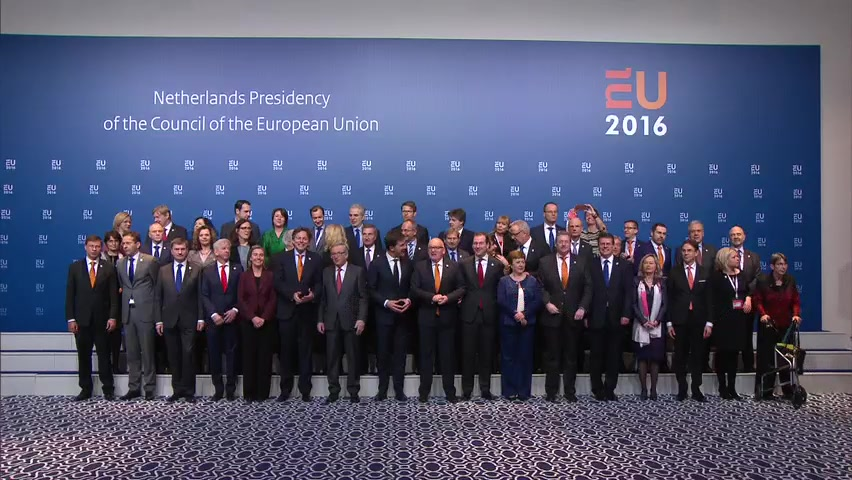 Netherlands Presidency
of the Council of the European Union
EU
2016